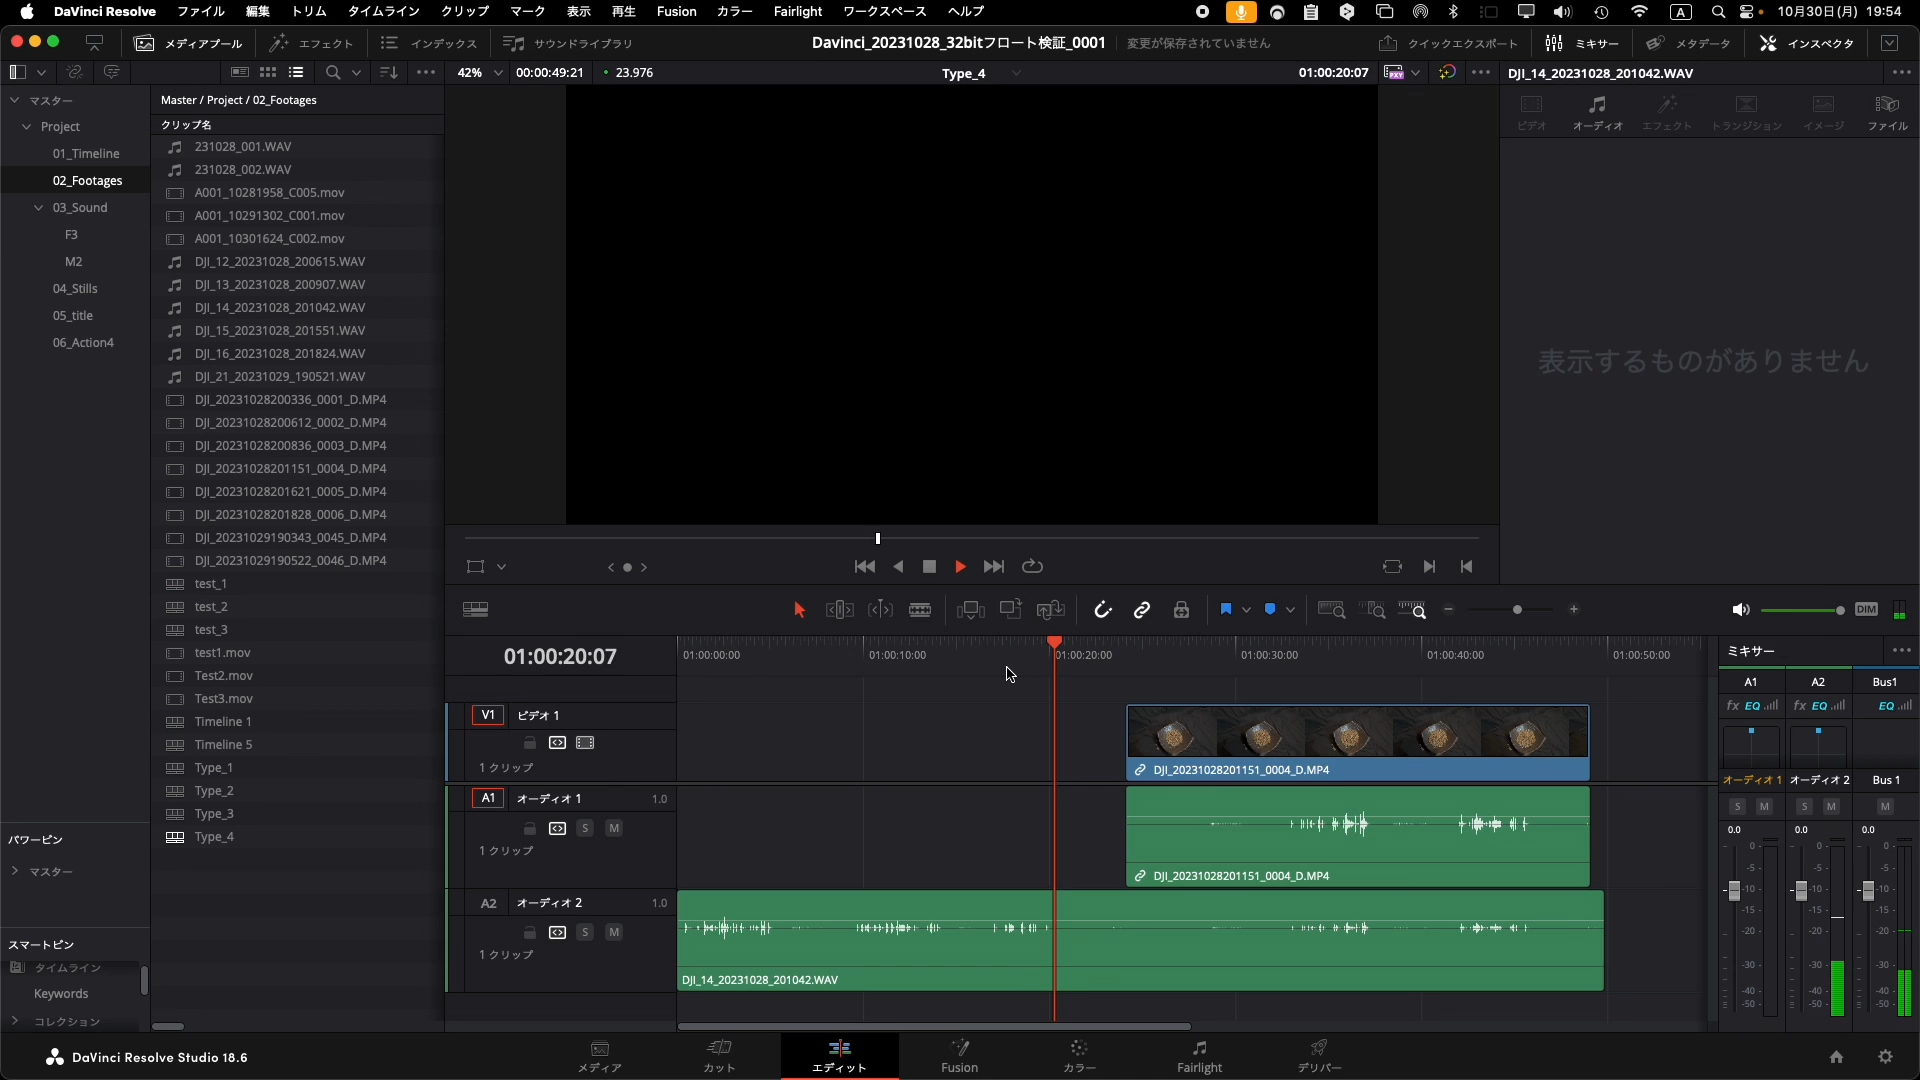 DaVinci Resolve ファイル 編集 トリム タイムライン クリップ マーク 表示 再生 Fusion カラー Fairlight ワークスペース ヘルプ A 10月30日(月) 19:54
メディアプール エフェクト インデックス サウンドライブラリ Davinci_20231028_32bitフロート検証_0001 変更が保存されていません クイックエクスポート ミキサー メタデータ インスペクタ
42% 00:00:49:21 23.976 Type_4 01:00:20:07 PXY DJI_14_20231028_201042.WAV
マスター
Project
01_Timeline
02_Footages
03_Sound
F3
M2
04_Stills
05_title
06_Action4
パワービン
マスター
スマートビン
タイムライン
Keywords
コレクション
Master / Project / 02_Footages
クリップ名
231028_001.WAV
231028_002.WAV
A001_10281958_C005.mov
A001_10291302_C001.mov
A001_10301624_C002.mov
DJI_12_20231028_200615.WAV
DJI_13_20231028_200907.WAV
DJI_14_20231028_201042.WAV
DJI_15_20231028_201551.WAV
DJI_16_20231028_201824.WAV
DJI_21_20231029_190521.WAV
DJI_20231028200336_0001_D.MP4
DJI_20231028200612_0002_D.MP4
DJI_20231028200836_0003_D.MP4
DJI_20231028201151_0004_D.MP4
DJI_20231028201621_0005_D.MP4
DJI_20231028201828_0006_D.MP4
DJI_20231029190343_0045_D.MP4
DJI_20231029190522_0046_D.MP4
test_1
test_2
test_3
test1.mov
Test2.mov
Test3.mov
Timeline 1
Timeline 5
Type_1
Type_2
Type_3
Type_4
ビデオ オーディオ エフェクト トランジション イメージ ファイル
表示するものがありません
DIM
01:00:20:07 01:00:00:00 01:00:10:00 01:00:20:00 01:00:30:00 01:00:40:00 01:00:50:00
V1 ビデオ 1
1 クリップ
DJI_20231028201151_0004_D.MP4
A1 オーディオ 1 1.0
S M
1 クリップ
DJI_20231028201151_0004_D.MP4
A2 オーディオ 2 1.0
S M
1 クリップ
DJI_14_20231028_201042.WAV
ミキサー
A1 A2 Bus1
fx EQ fx EQ EQ
オーディオ 1 オーディオ 2 Bus 1
S M S M M
0.0 0.0 0.0
0 0 0
-5 -5 -5
-10 -10 -10
-15 -15 -15
-20 -20 -20
-30 -30 -30
-40 -40 -40
-50 -50 -50
DaVinci Resolve Studio 18.6
メディア カット エディット Fusion カラー Fairlight デリバー